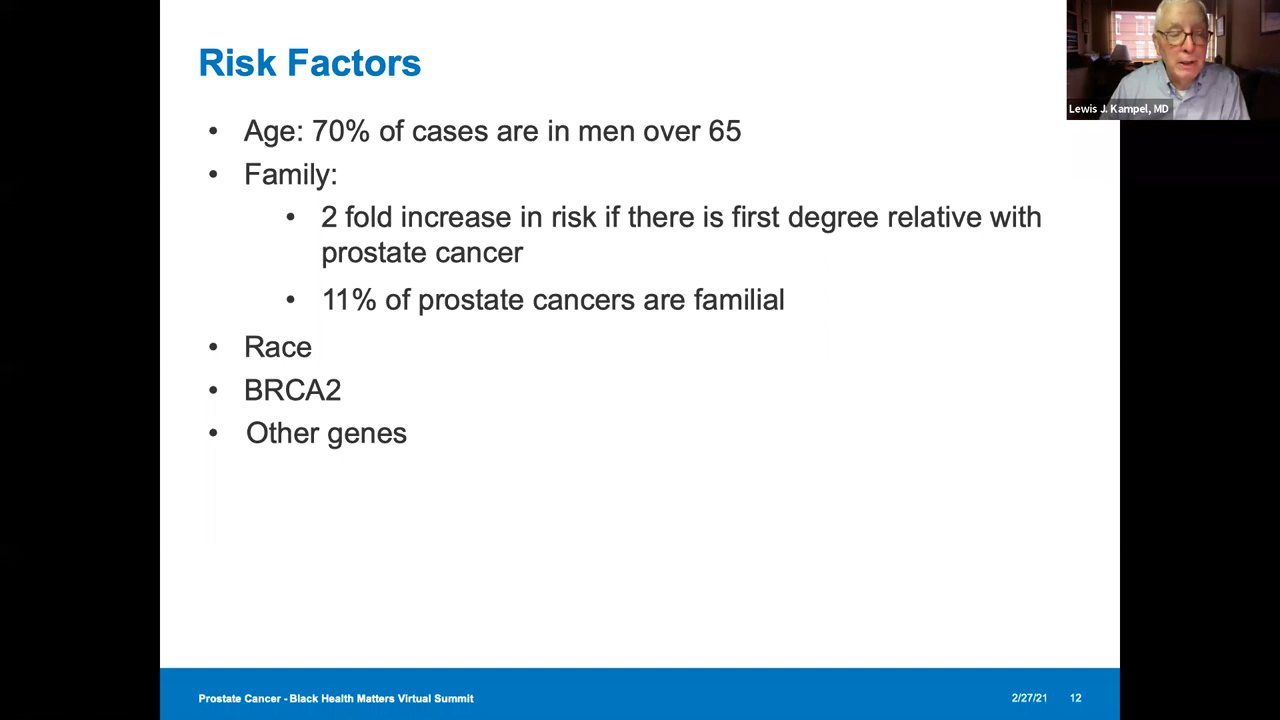 Risk Factors
• Age: 70% of cases are in men over 65
• Family:
• 2 fold increase in risk if there is first degree relative with
prostate cancer
• 11% of prostate cancers are familial
• Race
• BRCA2
• Other genes
Lewis J. Kampel, MD
Prostate Cancer - Black Health Matters Virtual Summit
2/27/21 12